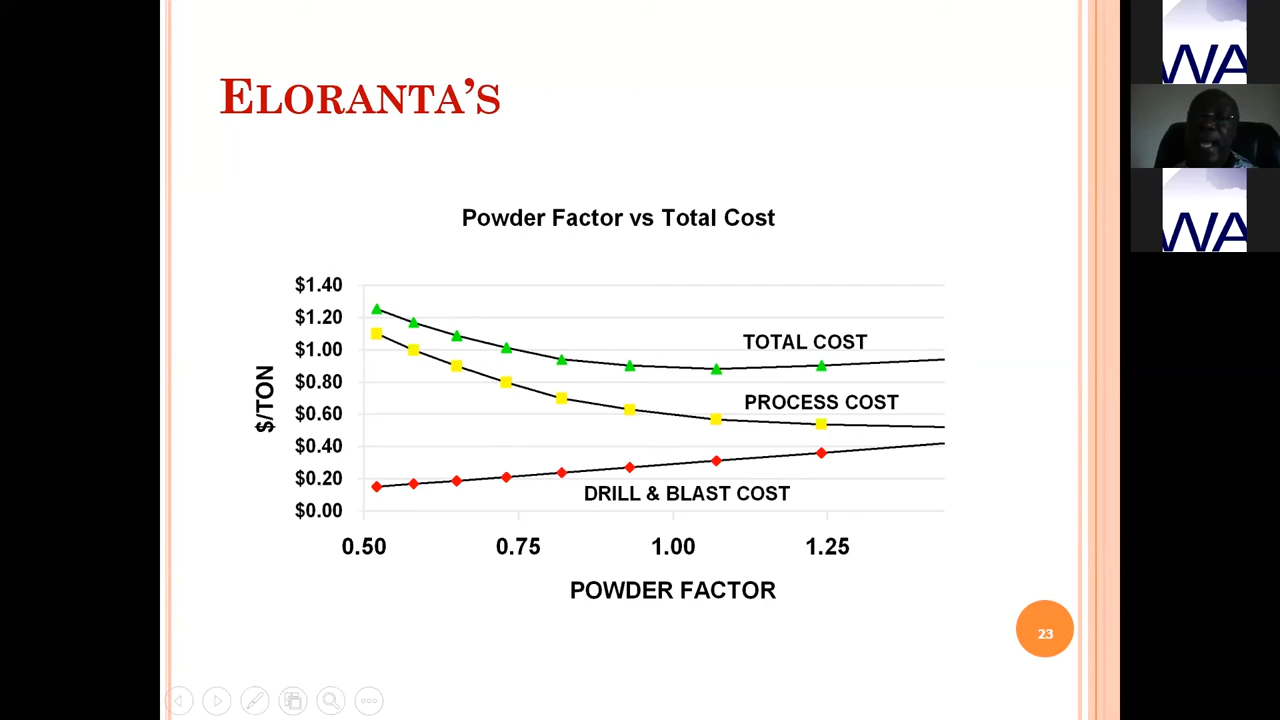 ELORANTA'S
Powder Factor vs Total Cost
$1.40
$1.20
$1.00
$0.80
$0.60
$0.40
$0.20
$0.00
$/TON
TOTAL COST
PROCESS COST
DRILL & BLAST COST
0.50 0.75 1.00 1.25
POWDER FACTOR
23
WA
WA